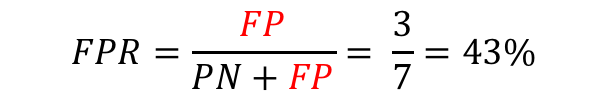 FPR = FP / PN + FP = 3 / 7 = 43%